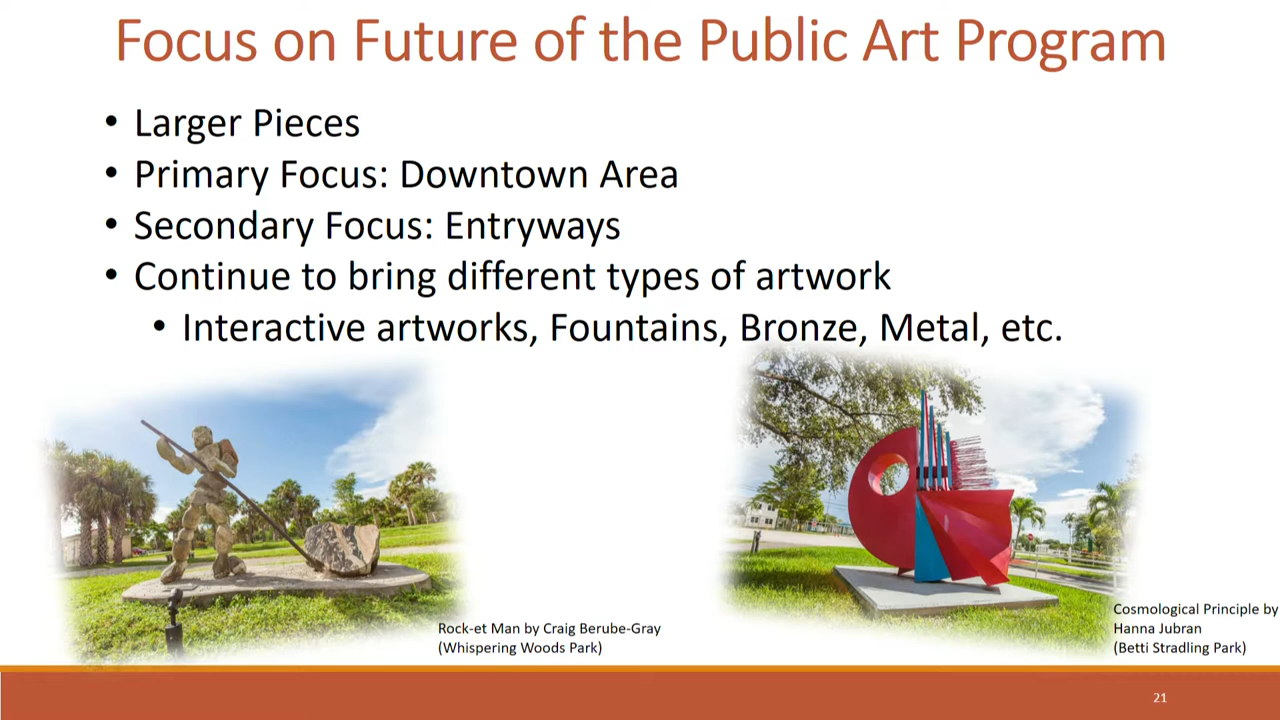 Focus on Future of the Public Art Program
• Larger Pieces
• Primary Focus: Downtown Area
• Secondary Focus: Entryways
• Continue to bring different types of artwork
• Interactive artworks, Fountains, Bronze, Metal, etc.
Rock-et Man by Craig Berube-Gray
(Whispering Woods Park)
Cosmological Principle by
Hanna Jubran
(Betti Stradling Park)
21